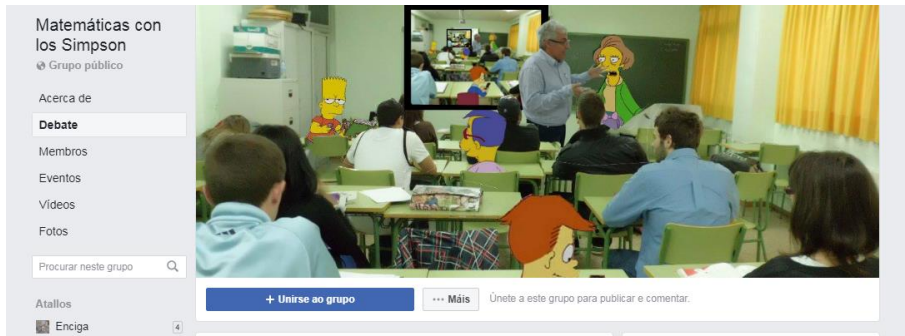 Matemáticas con
los Simpson
Grupo público
Acerca de
Debate
Membros
Eventos
Vídeos
Fotos
Procurar neste grupo
Atallos
Enciga
4
+ Unirse ao grupo
··· Máis
Únete a este grupo para publicar e comentar.